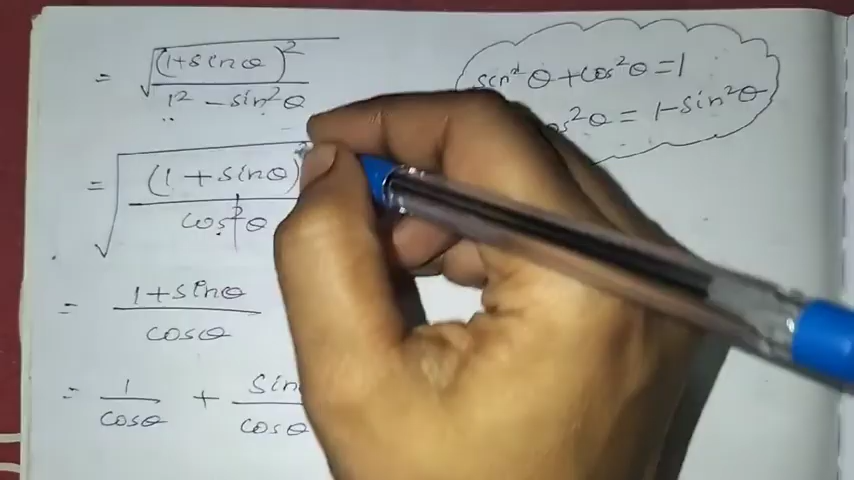 = √(1+sinθ)² / 1² - sin²θ
sin²θ + cos²θ = 1
cos²θ = 1-sin²θ
= √(1+sinθ)² / cos²θ
= 1+sinθ / cosθ
= 1 / cosθ + sin / cosθ